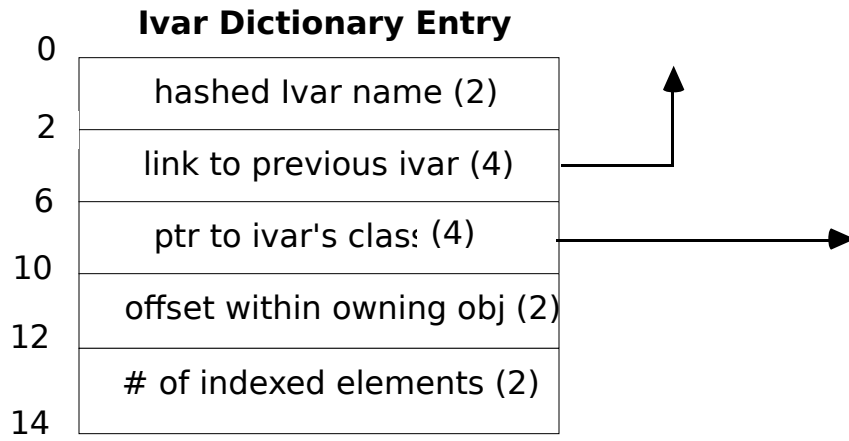 Ivar Dictionary Entry
0
hashed Ivar name (2)
2
link to previous ivar (4)
6
ptr to ivar's class (4)
10
offset within owning obj (2)
12
# of indexed elements (2)
14